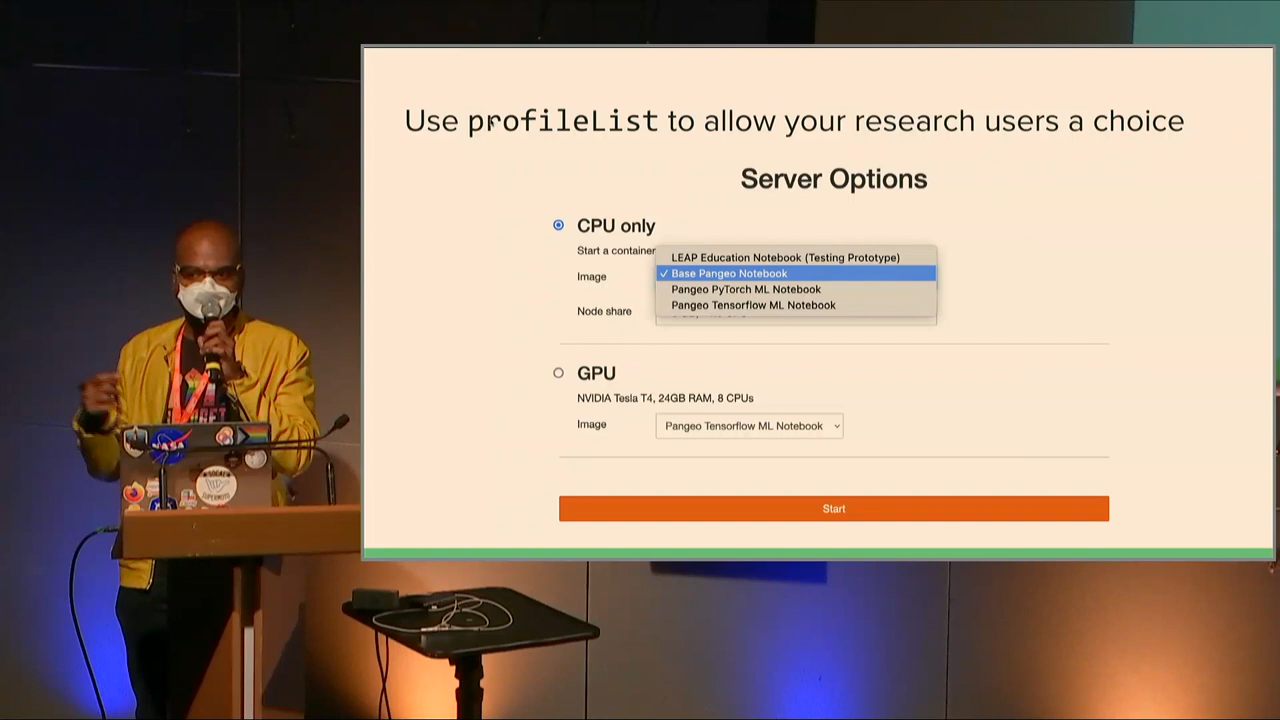 Use profileList to allow your research users a choice
Server Options
CPU only
Start a container
LEAP Education Notebook (Testing Prototype)
Image
✓ Base Pangeo Notebook
Pangeo PyTorch ML Notebook
Pangeo Tensorflow ML Notebook
Node share
GPU
NVIDIA Tesla T4, 24GB RAM, 8 CPUs
Image
Pangeo Tensorflow ML Notebook
Start
NASA
SOCAL
SUPERMOTO